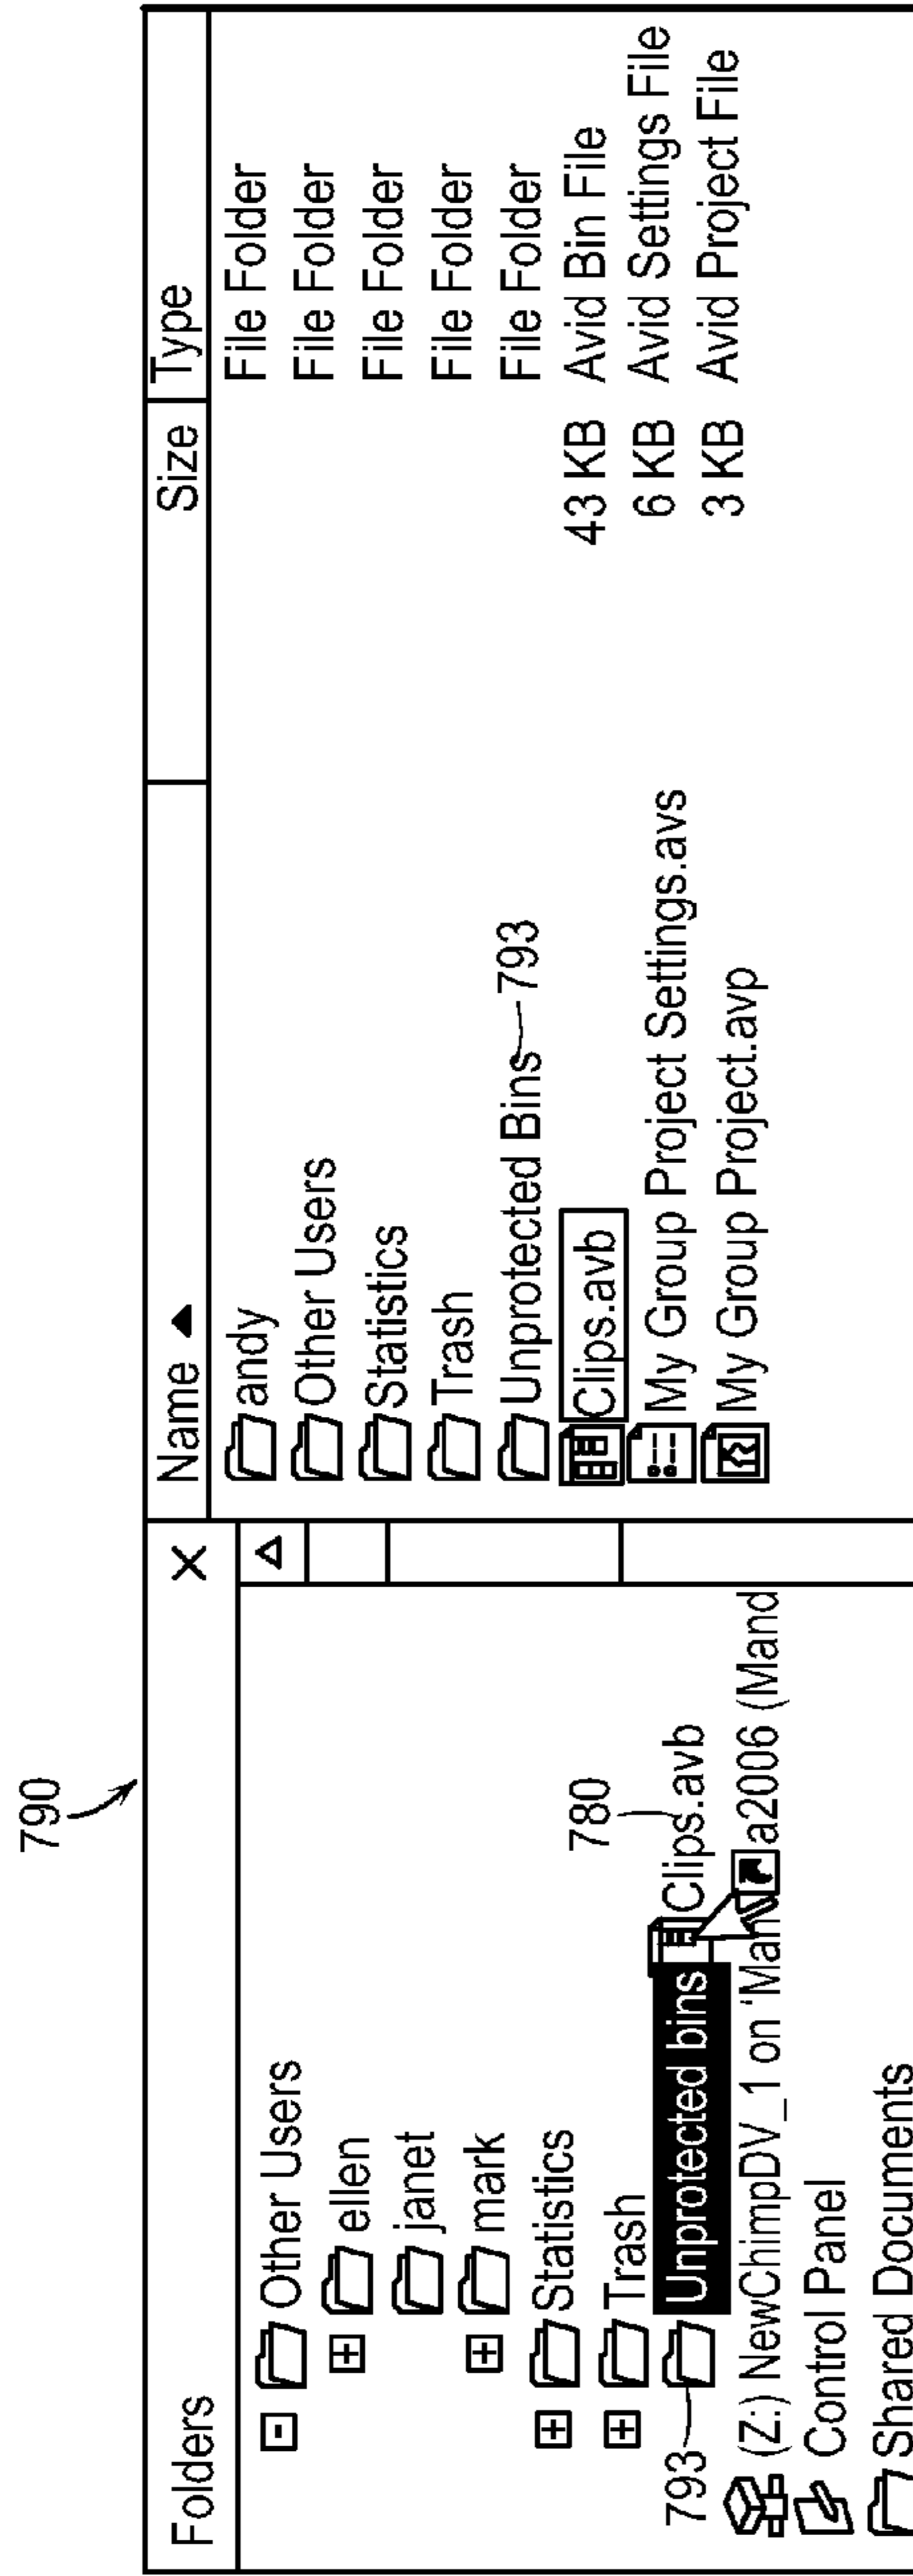 790
Folders X
Other Users
ellen
janet
mark
Statistics
Trash
780
793 Unprotected bins Clips.avb
(Z:) NewChimpDV_1 on 'Man a2006 (Mand
Control Panel
Shared Documents
Name Size Type
andy File Folder
Other Users File Folder
Statistics File Folder
Trash File Folder
Unprotected Bins 793 File Folder
Clips.avb 43 KB Avid Bin File
My Group Project Settings.avs 6 KB Avid Settings File
My Group Project.avp 3 KB Avid Project File